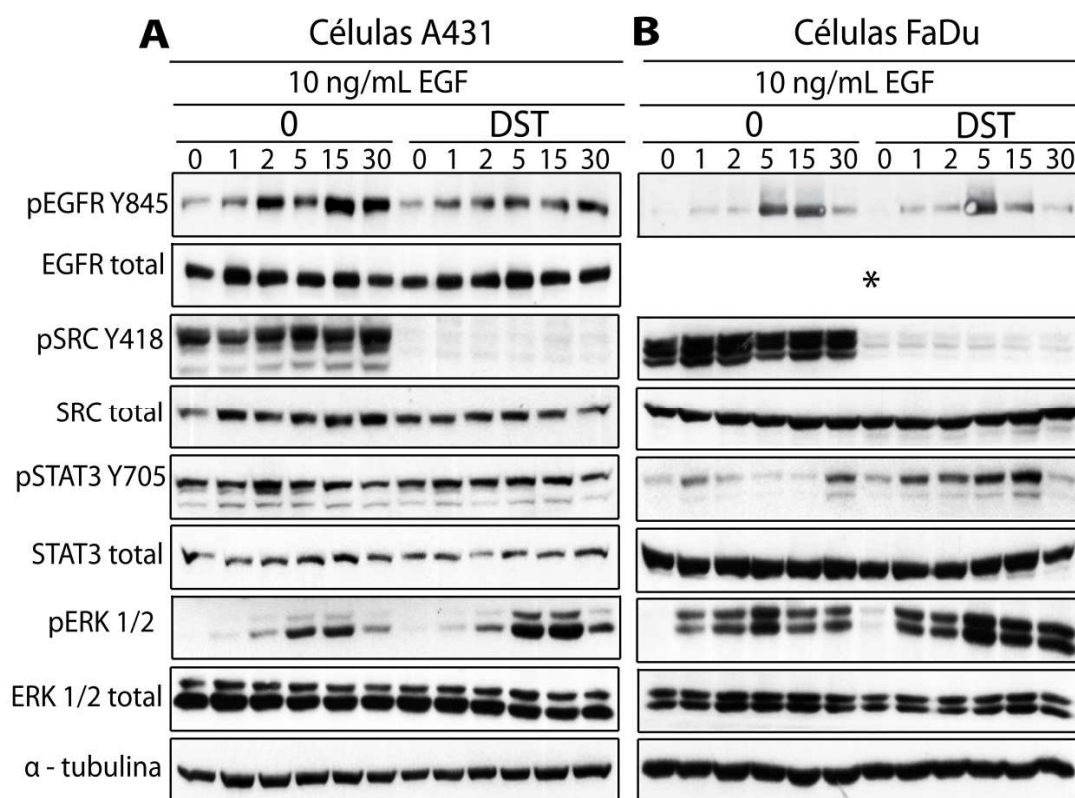 A Células A431 B Células FaDu
10 ng/mL EGF 10 ng/mL EGF
0 DST 0 DST
0 1 2 5 15 30 0 1 2 5 15 30 0 1 2 5 15 30 0 1 2 5 15 30
pEGFR Y845
EGFR total *
pSRC Y418
SRC total
pSTAT3 Y705
STAT3 total
pERK 1/2
ERK 1/2 total
α - tubulina